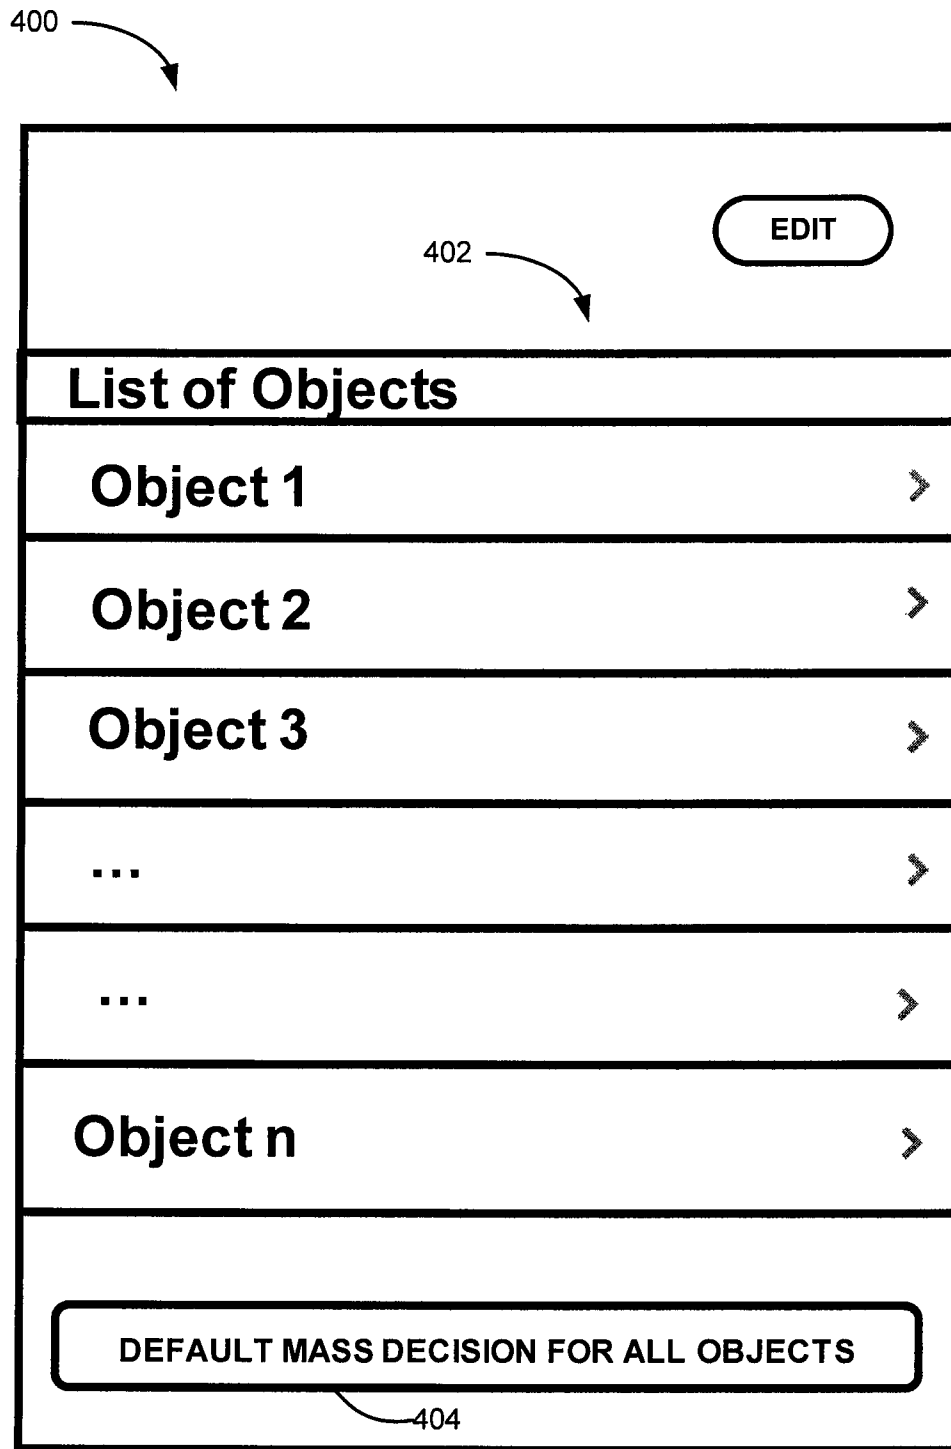 400
EDIT
402
List of Objects
Object 1
Object 2
Object 3
...
...
Object n
DEFAULT MASS DECISION FOR ALL OBJECTS
404